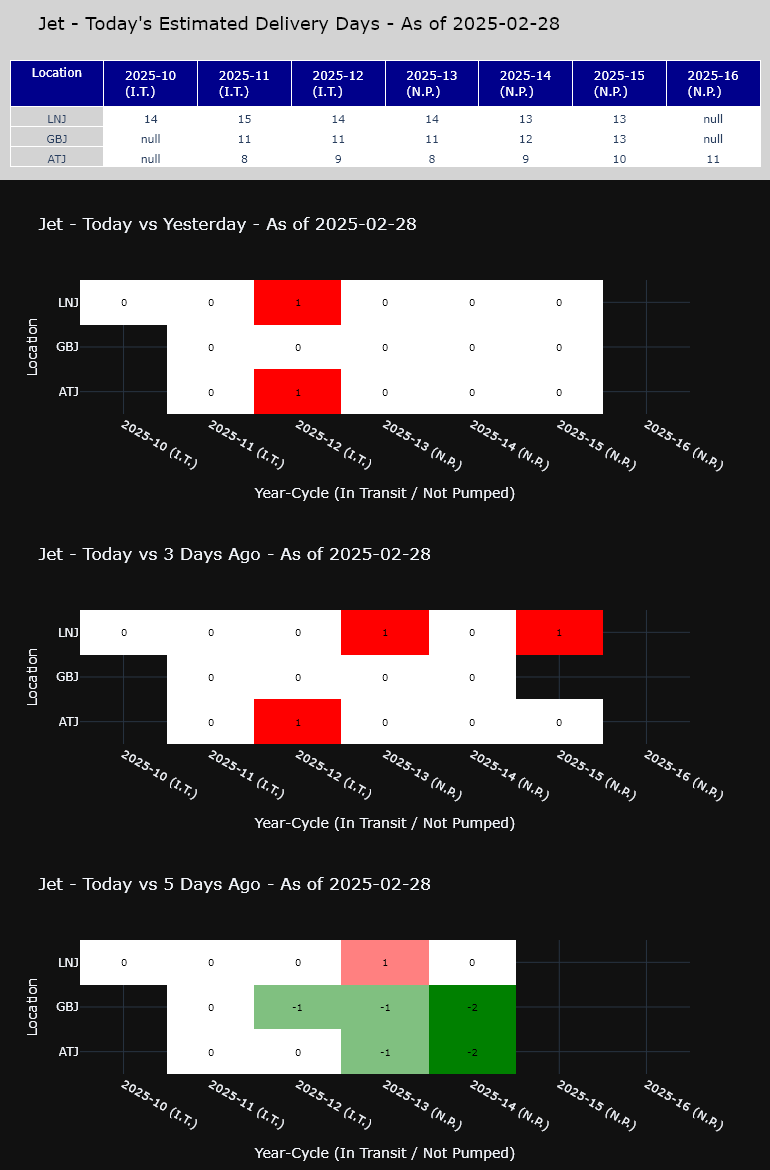 Jet - Today's Estimated Delivery Days - As of 2025-02-28
Location 2025-10 (I.T.) 2025-11 (I.T.) 2025-12 (I.T.) 2025-13 (N.P.) 2025-14 (N.P.) 2025-15 (N.P.) 2025-16 (N.P.)
LNJ 14 15 14 14 13 13 null
GBJ null 11 11 11 12 13 null
ATJ null 8 9 8 9 10 11
Jet - Today vs Yesterday - As of 2025-02-28
Location
LNJ 0 0 1 0 0 0
GBJ 0 0 0 0 0
ATJ 0 1 0 0 0
2025-10 (I.T.) 2025-11 (I.T.) 2025-12 (I.T.) 2025-13 (N.P.) 2025-14 (N.P.) 2025-15 (N.P.) 2025-16 (N.P.)
Year-Cycle (In Transit / Not Pumped)
Jet - Today vs 3 Days Ago - As of 2025-02-28
Location
LNJ 0 0 0 1 0 1
GBJ 0 0 0 0
ATJ 0 1 0 0 0
2025-10 (I.T.) 2025-11 (I.T.) 2025-12 (I.T.) 2025-13 (N.P.) 2025-14 (N.P.) 2025-15 (N.P.) 2025-16 (N.P.)
Year-Cycle (In Transit / Not Pumped)
Jet - Today vs 5 Days Ago - As of 2025-02-28
Location
LNJ 0 0 0 1 0
GBJ 0 -1 -1 -2
ATJ 0 0 -1 -2
2025-10 (I.T.) 2025-11 (I.T.) 2025-12 (I.T.) 2025-13 (N.P.) 2025-14 (N.P.) 2025-15 (N.P.) 2025-16 (N.P.)
Year-Cycle (In Transit / Not Pumped)